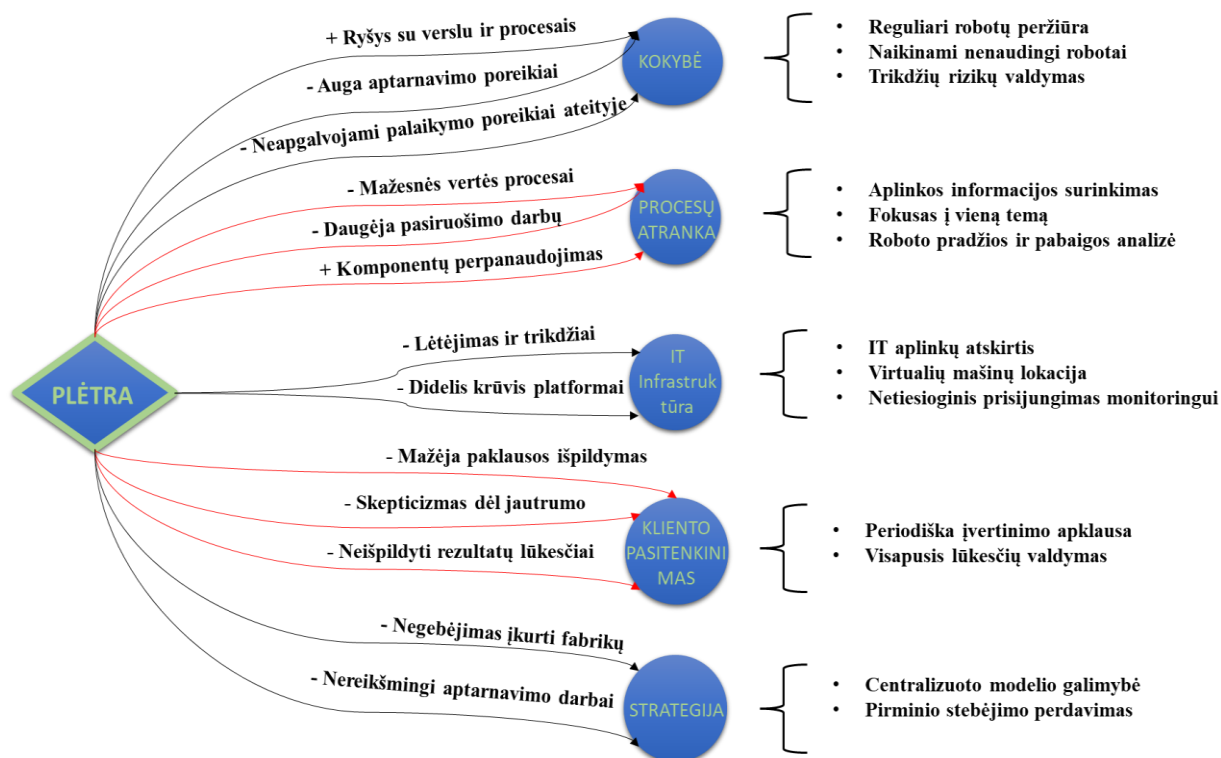 + Ryšys su verslu ir procesais
- Auga aptarnavimo poreikiai
- Neapgalvojami palaikymo poreikiai ateityje
KOKYBĖ
• Reguliari robotų peržiūra
• Naikinami nenaudingi robotai
• Trikdžių rizikų valdymas
- Mažesnės vertės procesai
- Daugėja pasiruošimo darbų
+ Komponentų perpanaudojimas
PROCESŲ
ATRANKA
• Aplinkos informacijos surinkimas
• Fokusas į vieną temą
• Roboto pradžios ir pabaigos analizė
PLĖTRA
- Lėtėjimas ir trikdžiai
- Didelis krūvis platformai
IT
Infrastruk
tūra
• IT aplinkų atskirtis
• Virtualių mašinų lokacija
• Netiesioginis prisijungimas monitoringui
- Mažėja paklausos išpildymas
- Skepticizmas dėl jautrumo
- Neišpildyti rezultatų lūkesčiai
KLIENTO
PASITENKINI
MAS
• Periodiška įvertinimo apklausa
• Visapusis lūkesčių valdymas
- Negebėjimas įkurti fabrikų
- Nereikšmingi aptarnavimo darbai
STRATEGIJA
• Centralizuoto modelio galimybė
• Pirminio stebėjimo perdavimas